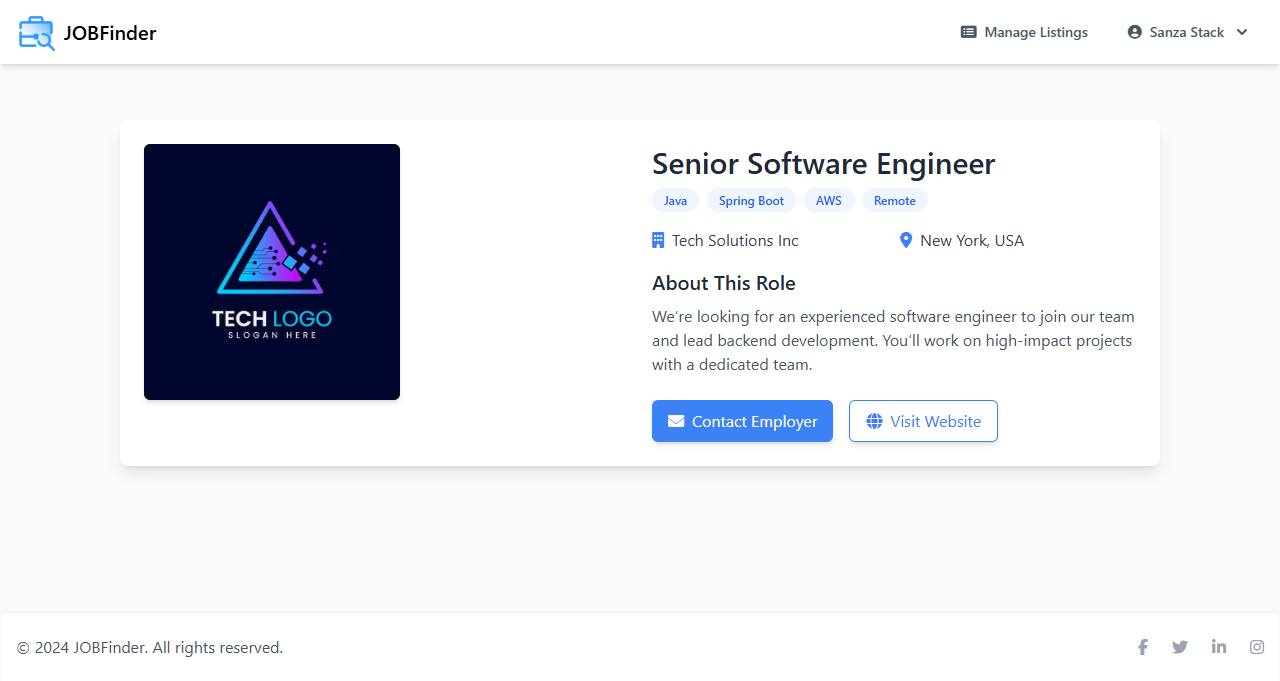 JOBFinder
Manage Listings
Sanza Stack
TECH LOGO
SLOGAN HERE
Senior Software Engineer
Java Spring Boot AWS Remote
Tech Solutions Inc
New York, USA
About This Role
We’re looking for an experienced software engineer to join our team
and lead backend development. You’ll work on high-impact projects
with a dedicated team.
Contact Employer
Visit Website
© 2024 JOBFinder. All rights reserved.